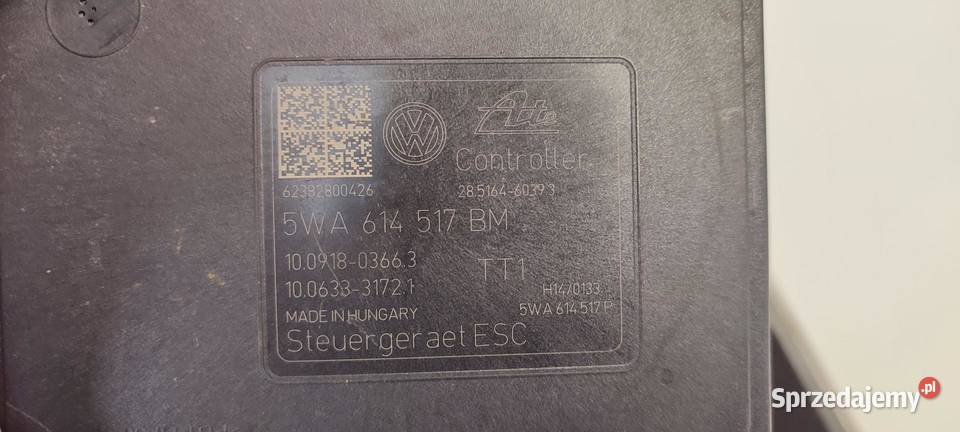 Ate
Controller
62382800426
28.5164-6039.3
5WA 614 517 BM
10.0918-0366.3
TT1
10.0633-3172.1
H14/0133
MADE IN HUNGARY
5WA 614 517 P
Steuergeraet ESC
Sprzedajemy.pl